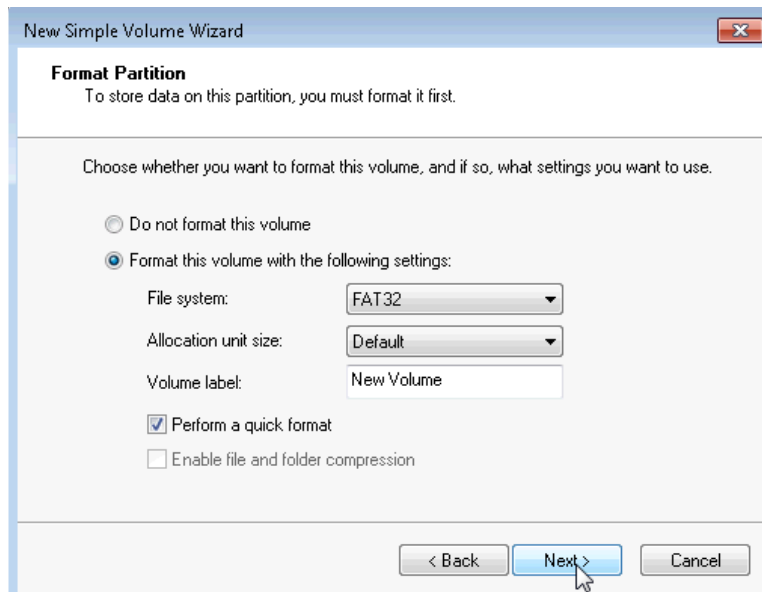 New Simple Volume Wizard
Format Partition
To store data on this partition, you must format it first.
Choose whether you want to format this volume, and if so, what settings you want to use.
Do not format this volume
Format this volume with the following settings:
File system: FAT32
Allocation unit size: Default
Volume label: New Volume
Perform a quick format
Enable file and folder compression
< Back Next > Cancel